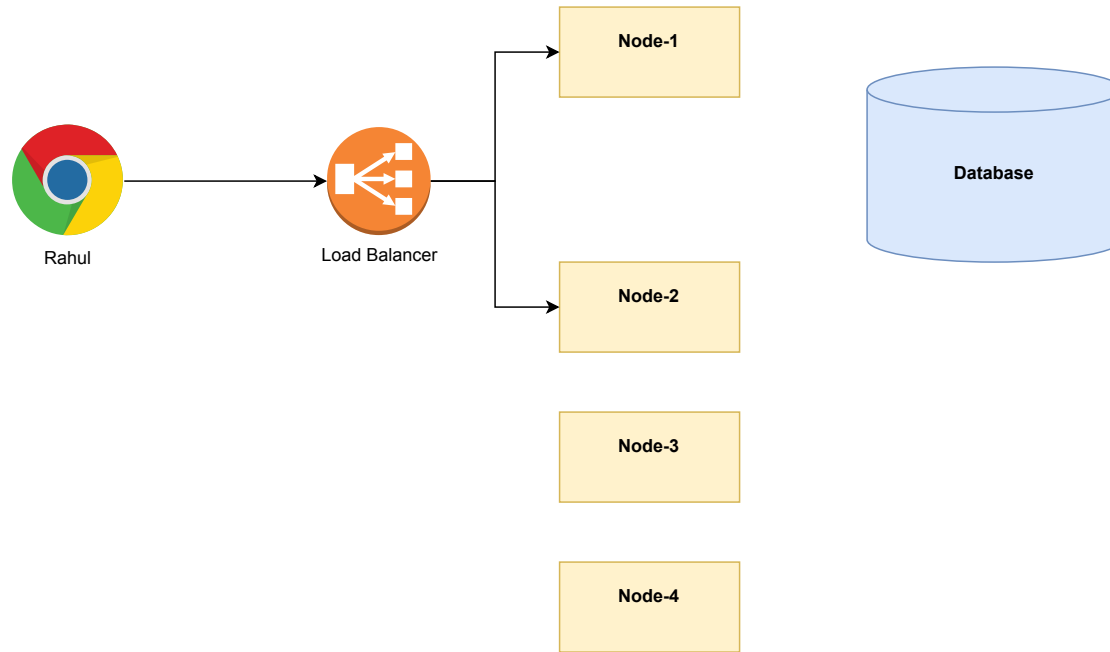 Node-1
Database
Rahul
Load Balancer
Node-2
Node-3
Node-4